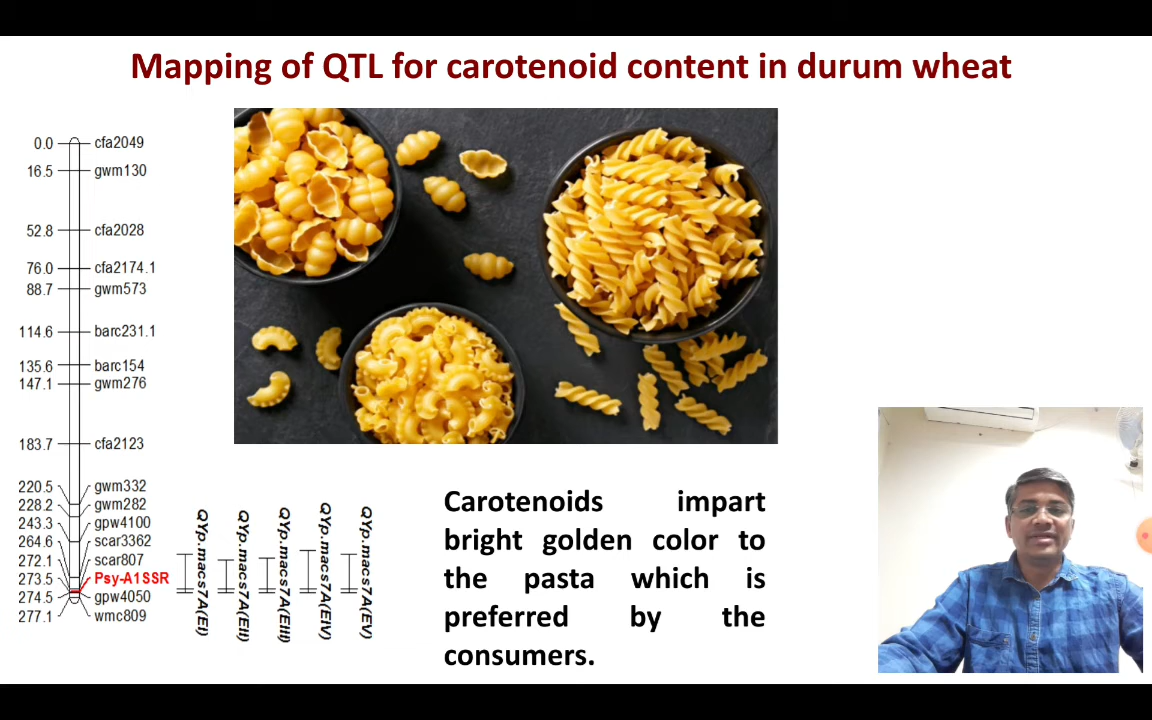 Mapping of QTL for carotenoid content in durum wheat
0.0 cfa2049
16.5 gwm130
52.8 cfa2028
76.0 cfa2174.1
88.7 gwm573
114.6 barc231.1
135.6 barc154
147.1 gwm276
183.7 cfa2123
220.5 gwm332
228.2 gwm282
243.3 gpw4100
264.6 scar3362
272.1 scar807
273.5 Psy-A1SSR
274.5 gpw4050
277.1 wmc809
QYp.macs7A(EI)
QYp.macs7A(EII)
QYp.macs7A(EIII)
QYp.macs7A(EIV)
QYp.macs7A(EV)
Carotenoids impart
bright golden color to
the pasta which is
preferred by the
consumers.